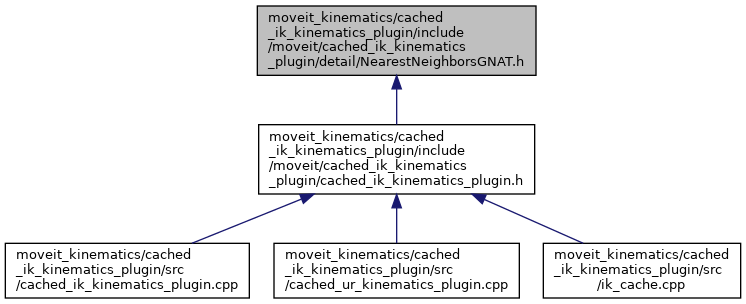 moveit_kinematics/cached
_ik_kinematics_plugin/include
/moveit/cached_ik_kinematics
_plugin/detail/NearestNeighborsGNAT.h
moveit_kinematics/cached
_ik_kinematics_plugin/include
/moveit/cached_ik_kinematics
_plugin/cached_ik_kinematics_plugin.h
moveit_kinematics/cached
_ik_kinematics_plugin/src
/cached_ik_kinematics_plugin.cpp
moveit_kinematics/cached
_ik_kinematics_plugin/src
/cached_ur_kinematics_plugin.cpp
moveit_kinematics/cached
_ik_kinematics_plugin/src
/ik_cache.cpp